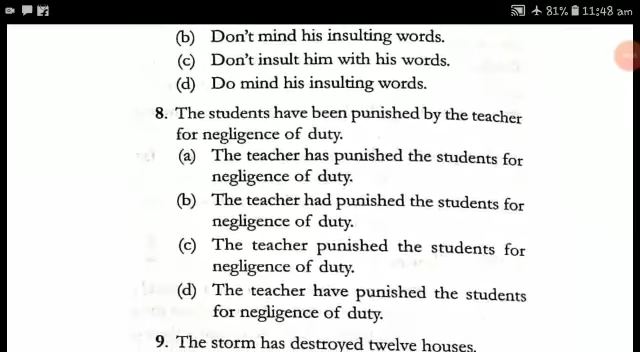 81% 11:48 am
(b) Don't mind his insulting words.
(c) Don't insult him with his words.
(d) Do mind his insulting words.
8. The students have been punished by the teacher
for negligence of duty.
(a) The teacher has punished the students for
negligence of duty.
(b) The teacher had punished the students for
negligence of duty.
(c) The teacher punished the students for
negligence of duty.
(d) The teacher have punished the students
for negligence of duty.
9. The storm has destroyed twelve houses.